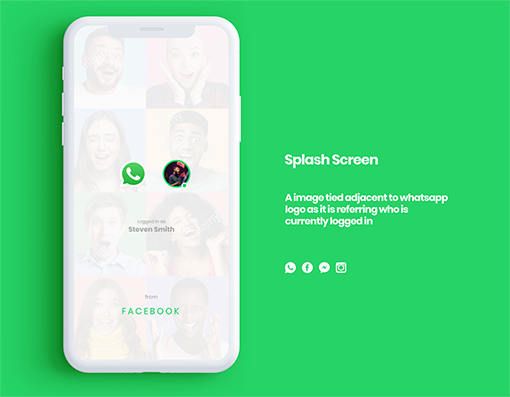 Logged in as
Steven Smith
from
FACEBOOK
Splash Screen
A image tied adjacent to whatsapp
logo as it is referring who is
currently logged in